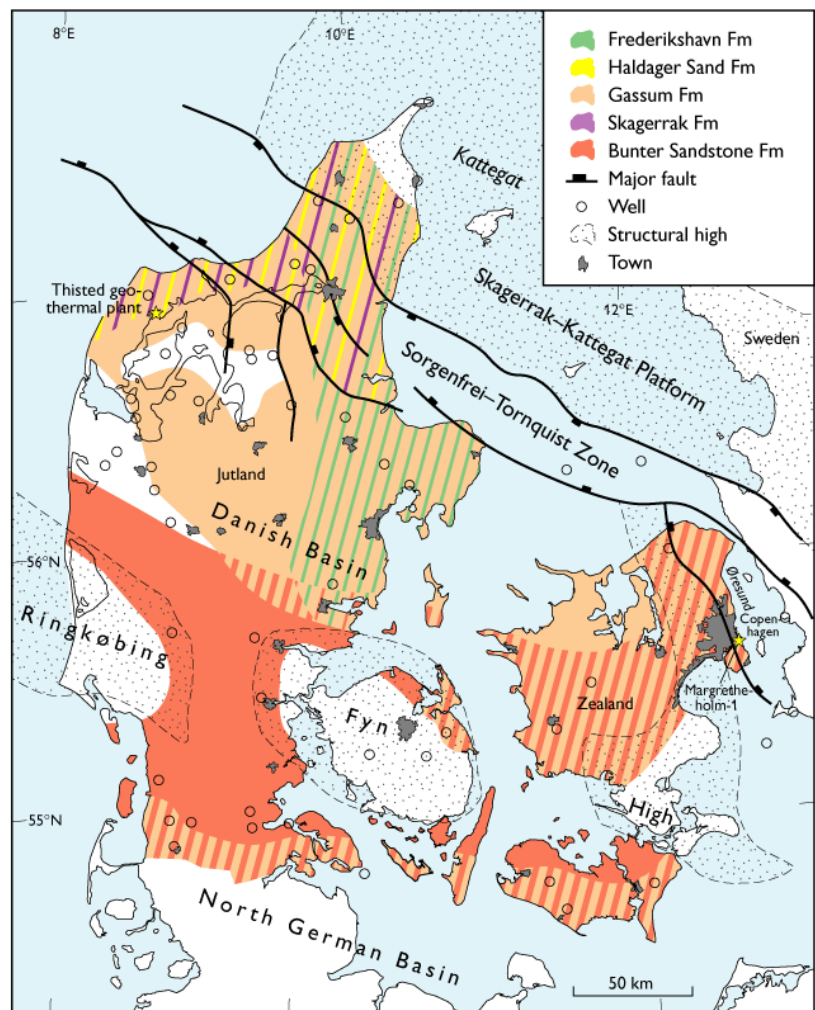 8°E
10°E
Frederikshavn Fm
Haldager Sand Fm
Gassum Fm
Skagerrak Fm
Bunter Sandstone Fm
Major fault
Well
Structural high
Town
Kattegat
Thisted geo-
thermal plant
12°E
Skagerrak–Kattegat Platform
Sweden
Sorgenfrei–Tornquist Zone
Jutland
Danish Basin
56°N
Ringkøbing
Øresund
Copen-
hagen
Margrethe-
holm-1
Zealand
Fyn
High
55°N
North German Basin
50 km